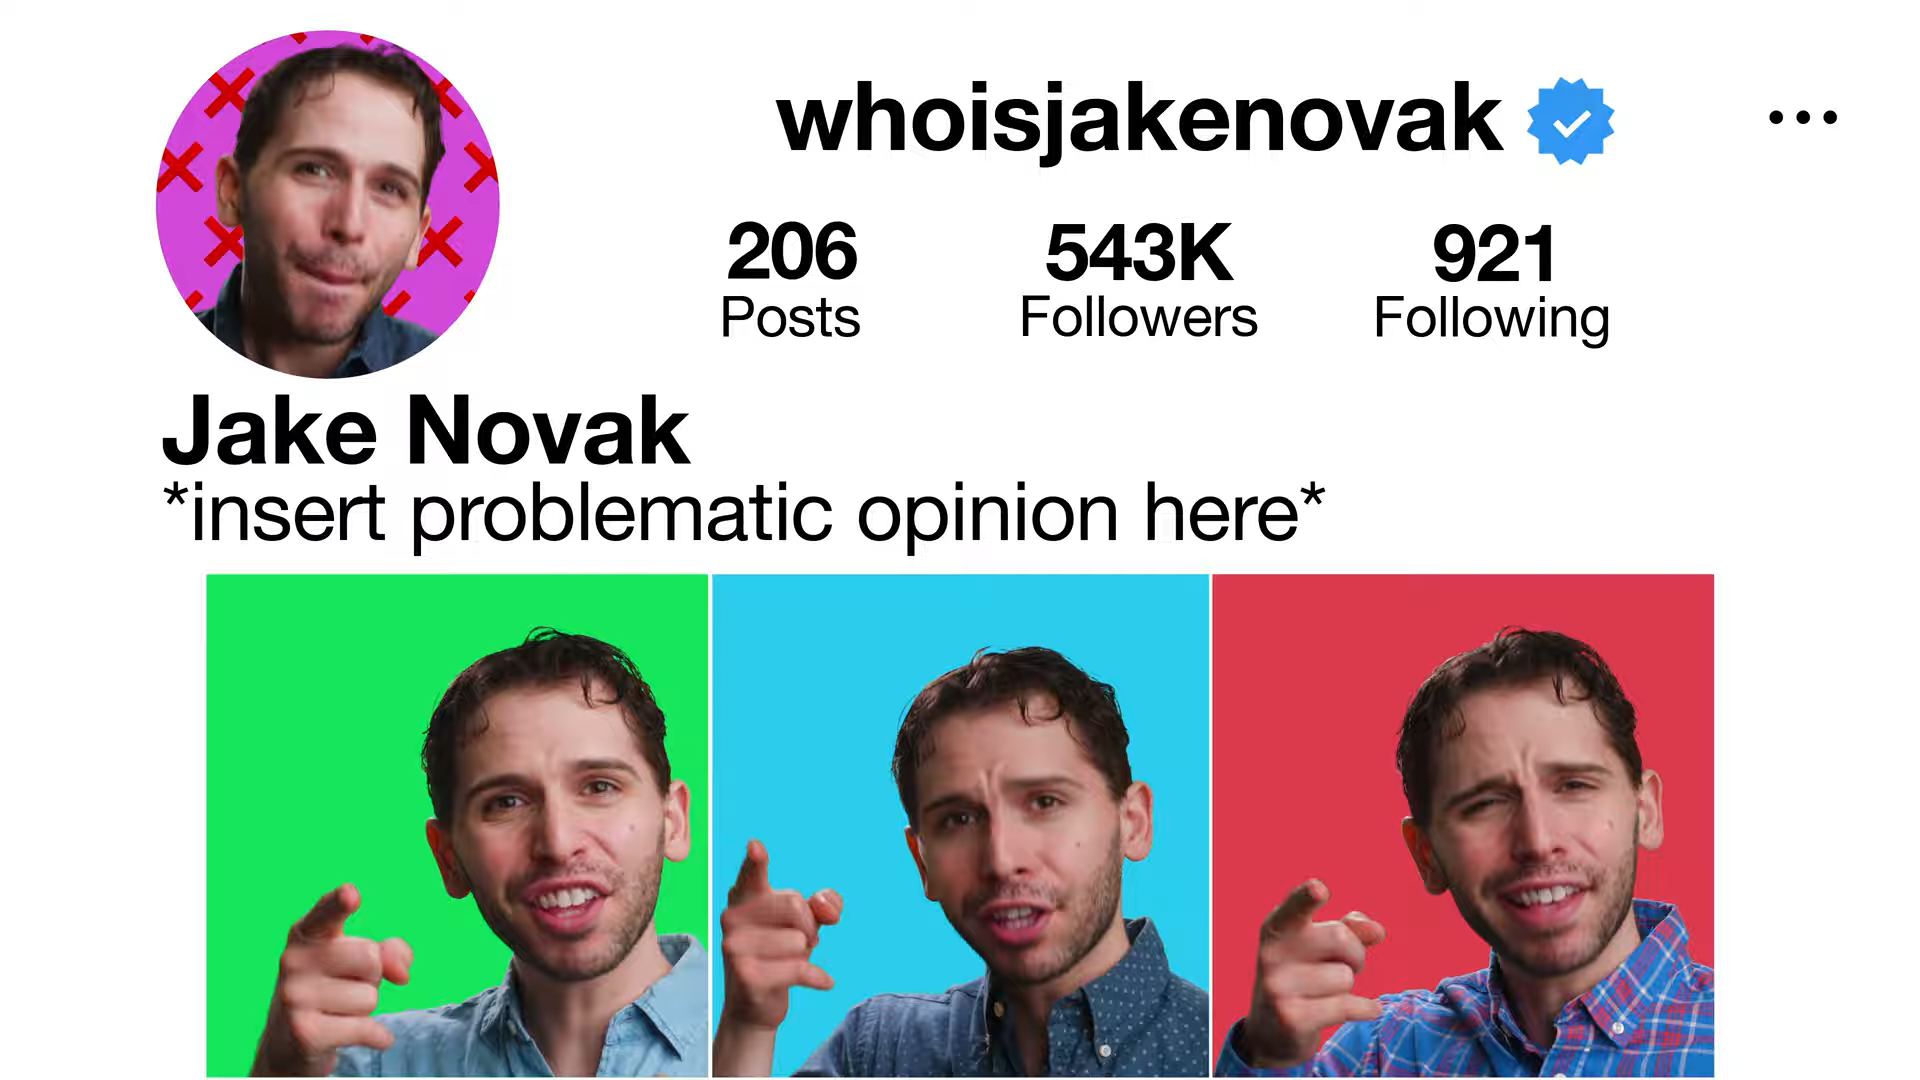 whoisjakenovak
206 543K 921
Posts Followers Following
Jake Novak
*insert problematic opinion here*